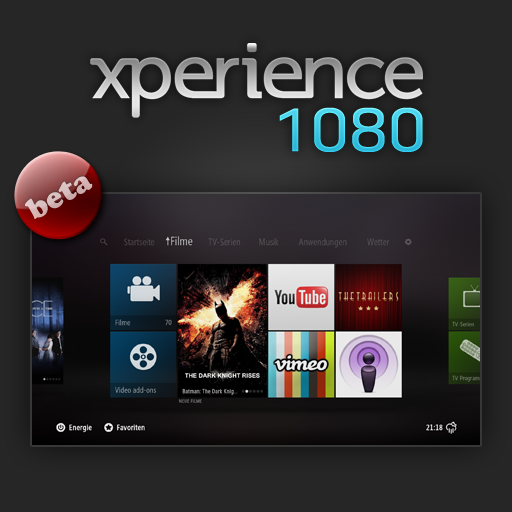 xperience
1080
beta
Startseite Filme TV-Serien Musik Anwendungen Wetter
Filme 70
Video add-ons
THE DARK KNIGHT RISES
Batman: The Dark Knig...
NEUE FILME
YouTube
THETRAILERS
vimeo
TV-Serien
TV Program
Energie Favoriten 21:18